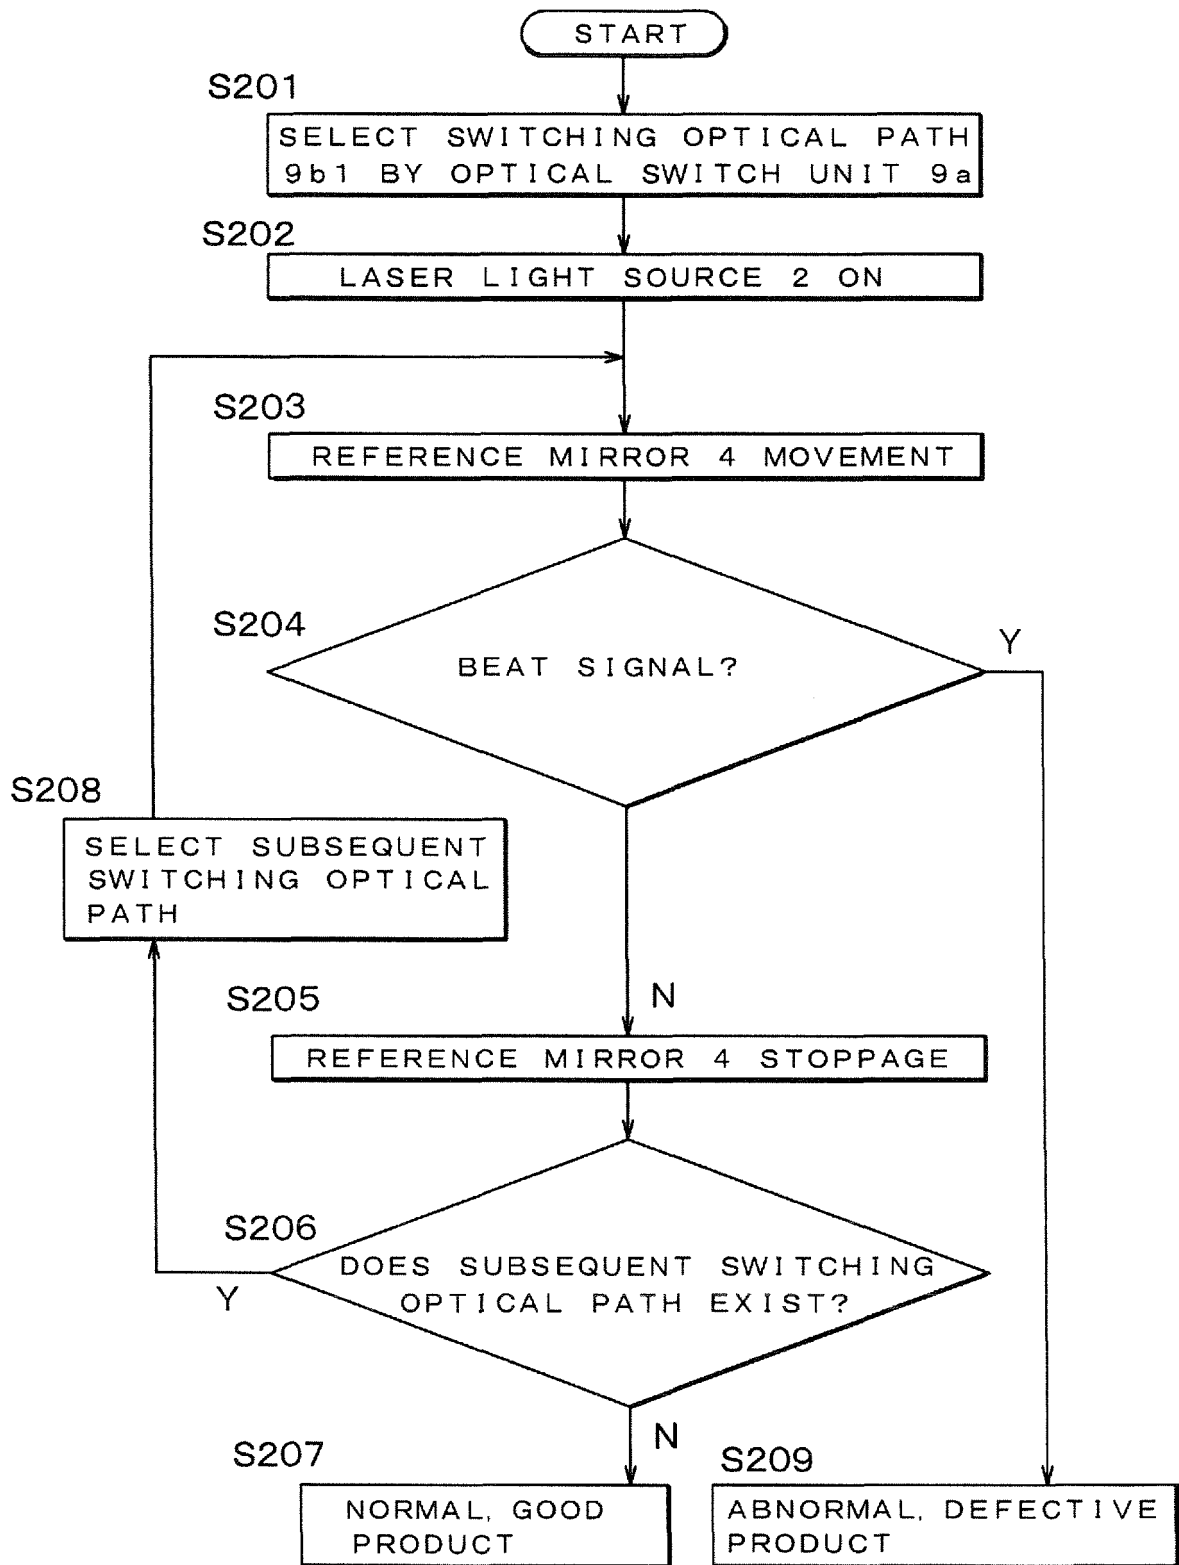 START
S201
SELECT SWITCHING OPTICAL PATH
9b1 BY OPTICAL SWITCH UNIT 9a
S202
LASER LIGHT SOURCE 2 ON
S203
REFERENCE MIRROR 4 MOVEMENT
S204
BEAT SIGNAL?
Y
S208
SELECT SUBSEQUENT
SWITCHING OPTICAL
PATH
N
S205
REFERENCE MIRROR 4 STOPPAGE
S206
DOES SUBSEQUENT SWITCHING
OPTICAL PATH EXIST?
Y
N
S207
NORMAL, GOOD
PRODUCT
S209
ABNORMAL, DEFECTIVE
PRODUCT